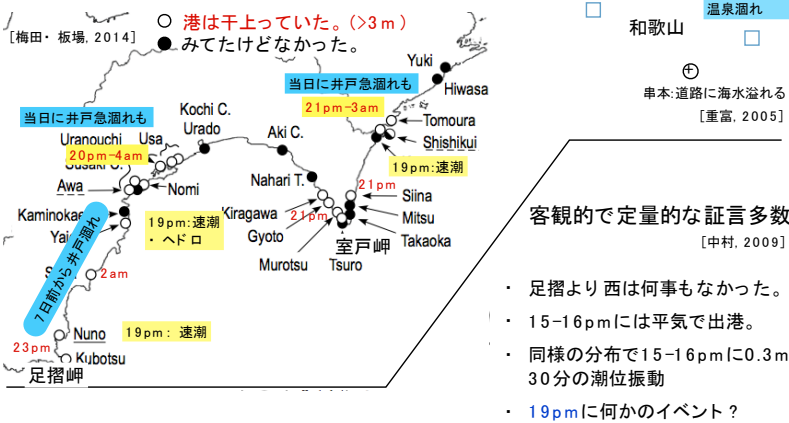 [梅田・板場, 2014]
○ 港は干上っていた。(>3m)
● みてたけどなかった。
温泉涸れ
和歌山
串本:道路に海水溢れる
[重富, 2005]
Yuki
Hiwasa
当日に井戸急涸れも
21pm-3am
Tomoura
Shishikui
19pm:速潮
当日に井戸急涸れも
Kochi C.
Urado
Uranouchi
Usa
20pm-4am
Aki C.
Nahari T.
Awa
Nomi
21pm
Siina
Kiragawa
21pm
Mitsu
Gyoto
Takaoka
室戸岬
Murotsu
Tsuro
19pm:速潮
・ヘドロ
7日前から井戸涸れ
2am
Nuno
19pm: 速潮
23pm
Kubotsu
足摺岬
客観的で定量的な証言多数
[中村, 2009]
・ 足摺より西は何事もなかった。
・ 15-16pmには平気で出港。
・ 同様の分布で15-16pmに0.3m
30分の潮位振動
・ 19pmに何かのイベント?